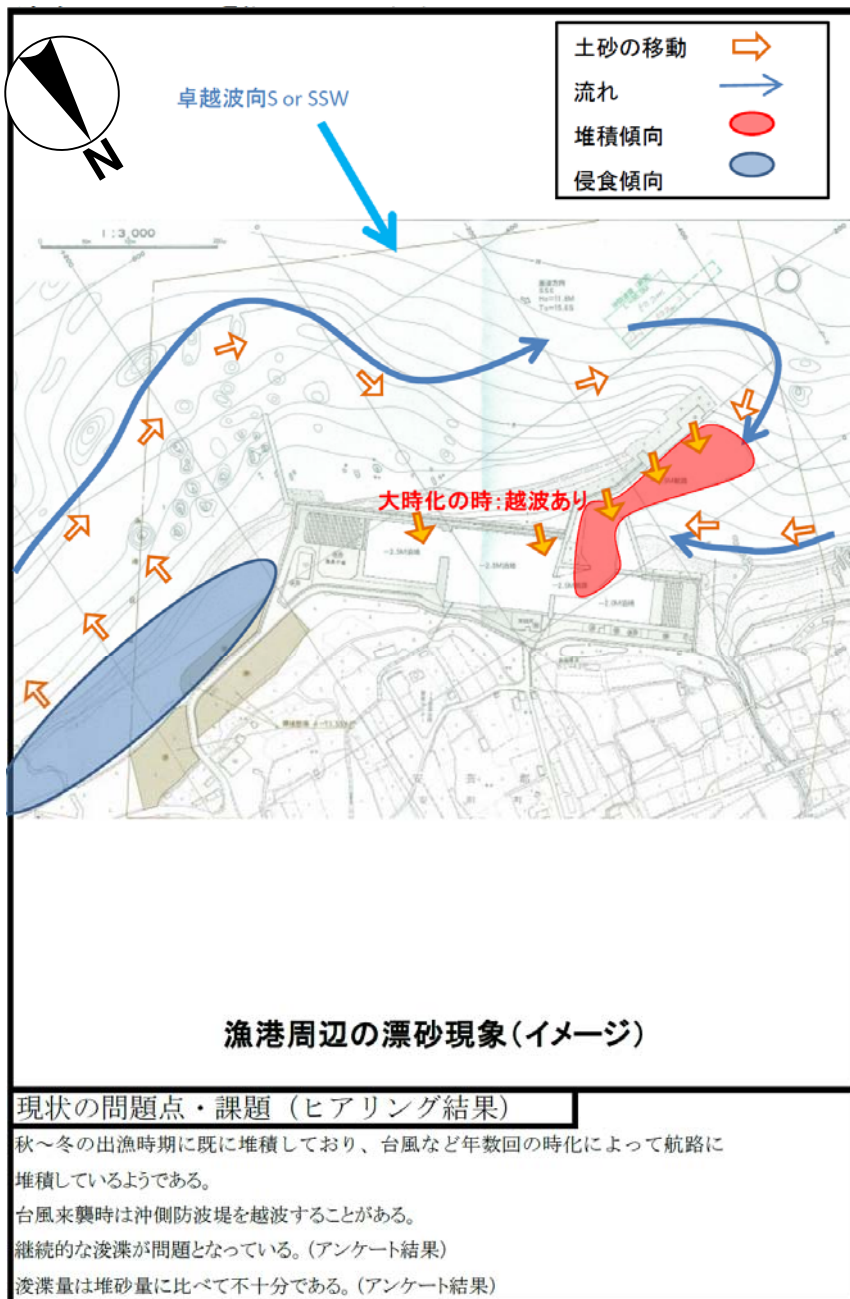 N
卓越波向S or SSW
土砂の移動
流れ
堆積傾向
侵食傾向
1:3,000
大時化の時:越波あり
-2.0M泊地
漁港周辺の漂砂現象(イメージ)
現状の問題点・課題(ヒアリング結果)
秋~冬の出漁時期に既に堆積しており、台風など年数回の時化によって航路に
堆積しているようである。
台風来襲時は沖側防波堤を越波することがある。
継続的な浚渫が問題となっている。(アンケート結果)
浚渫量は堆砂量に比べて不十分である。(アンケート結果)